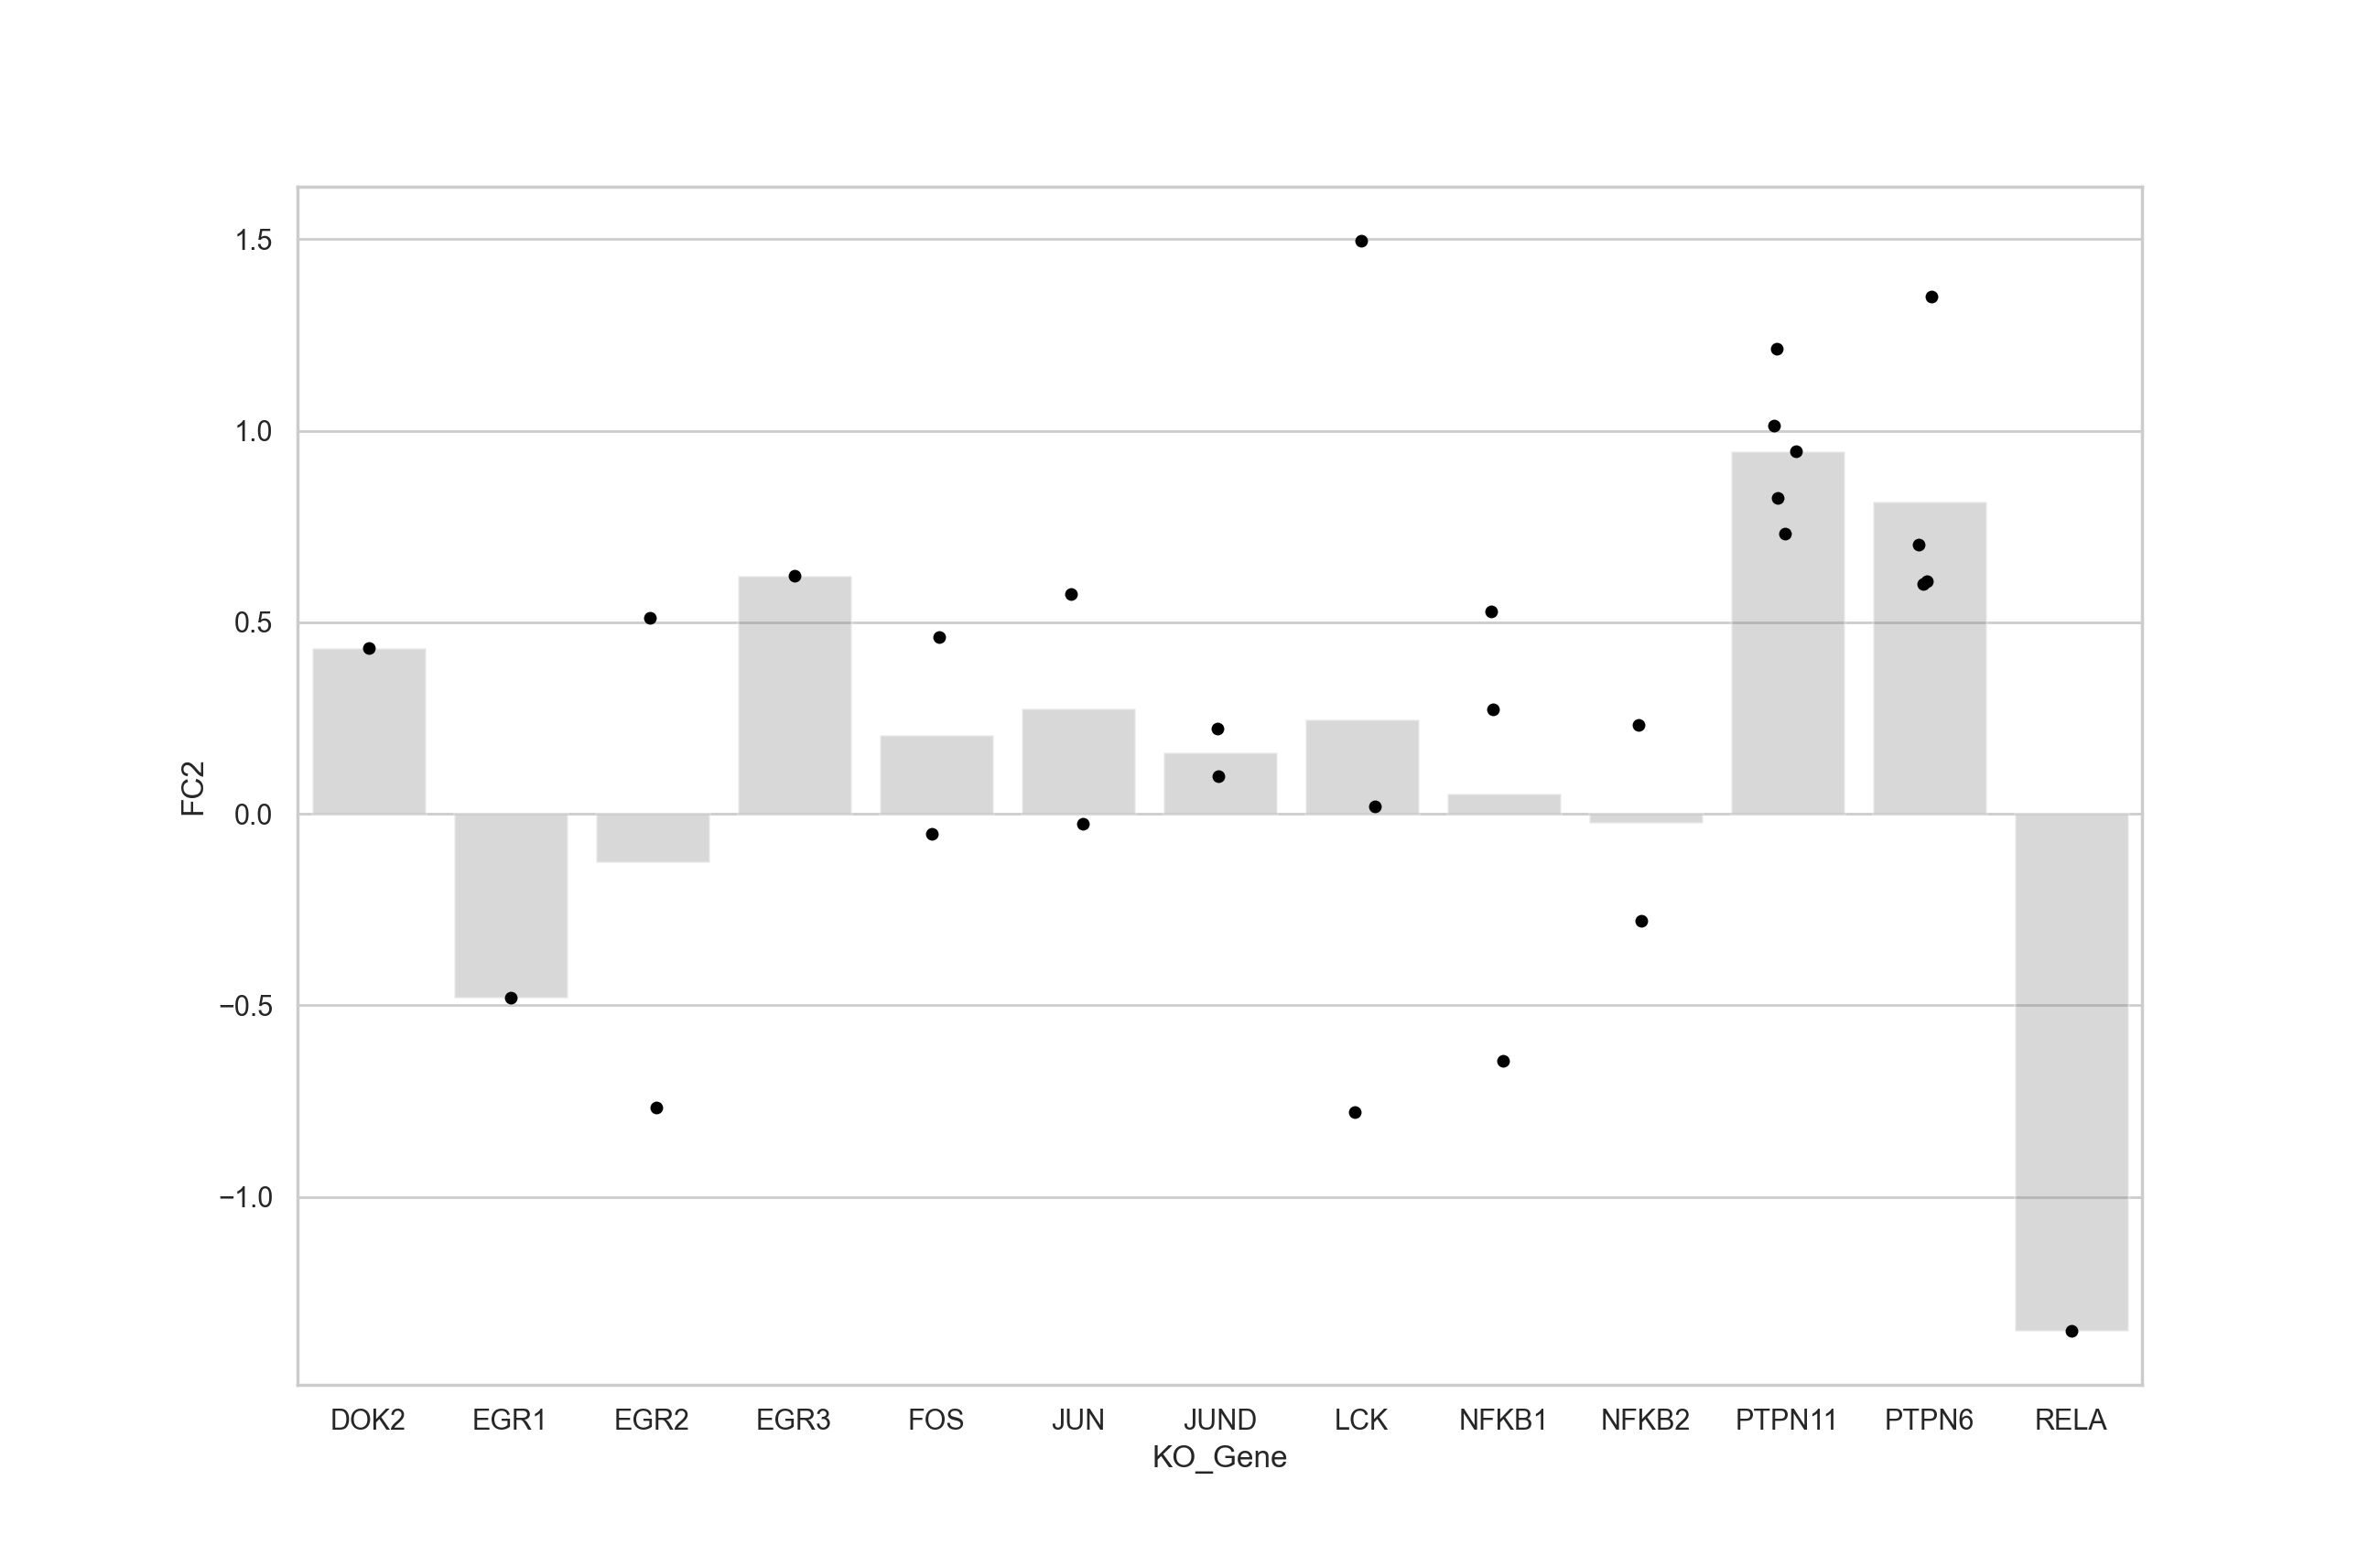 1.5
1.0
0.5
0.0
−0.5
−1.0
FC2
DOK2 EGR1 EGR2 EGR3 FOS JUN JUND LCK NFKB1 NFKB2 PTPN11 PTPN6 RELA
KO_Gene